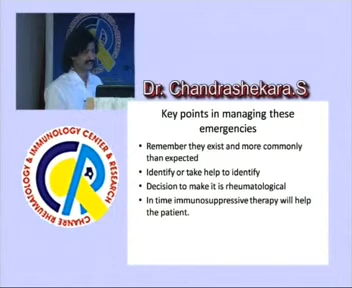 Dr. Chandrashekara.S
Key points in managing these
emergencies
• Remember they exist and more commonly
than expected
• Identify or take help to identify
• Decision to make it is rheumatological
• In time immunosuppressive therapy will help
the patient.
CHANRE RHEUMATOLOGY & IMMUNOLOGY CENTER & RESEARCH